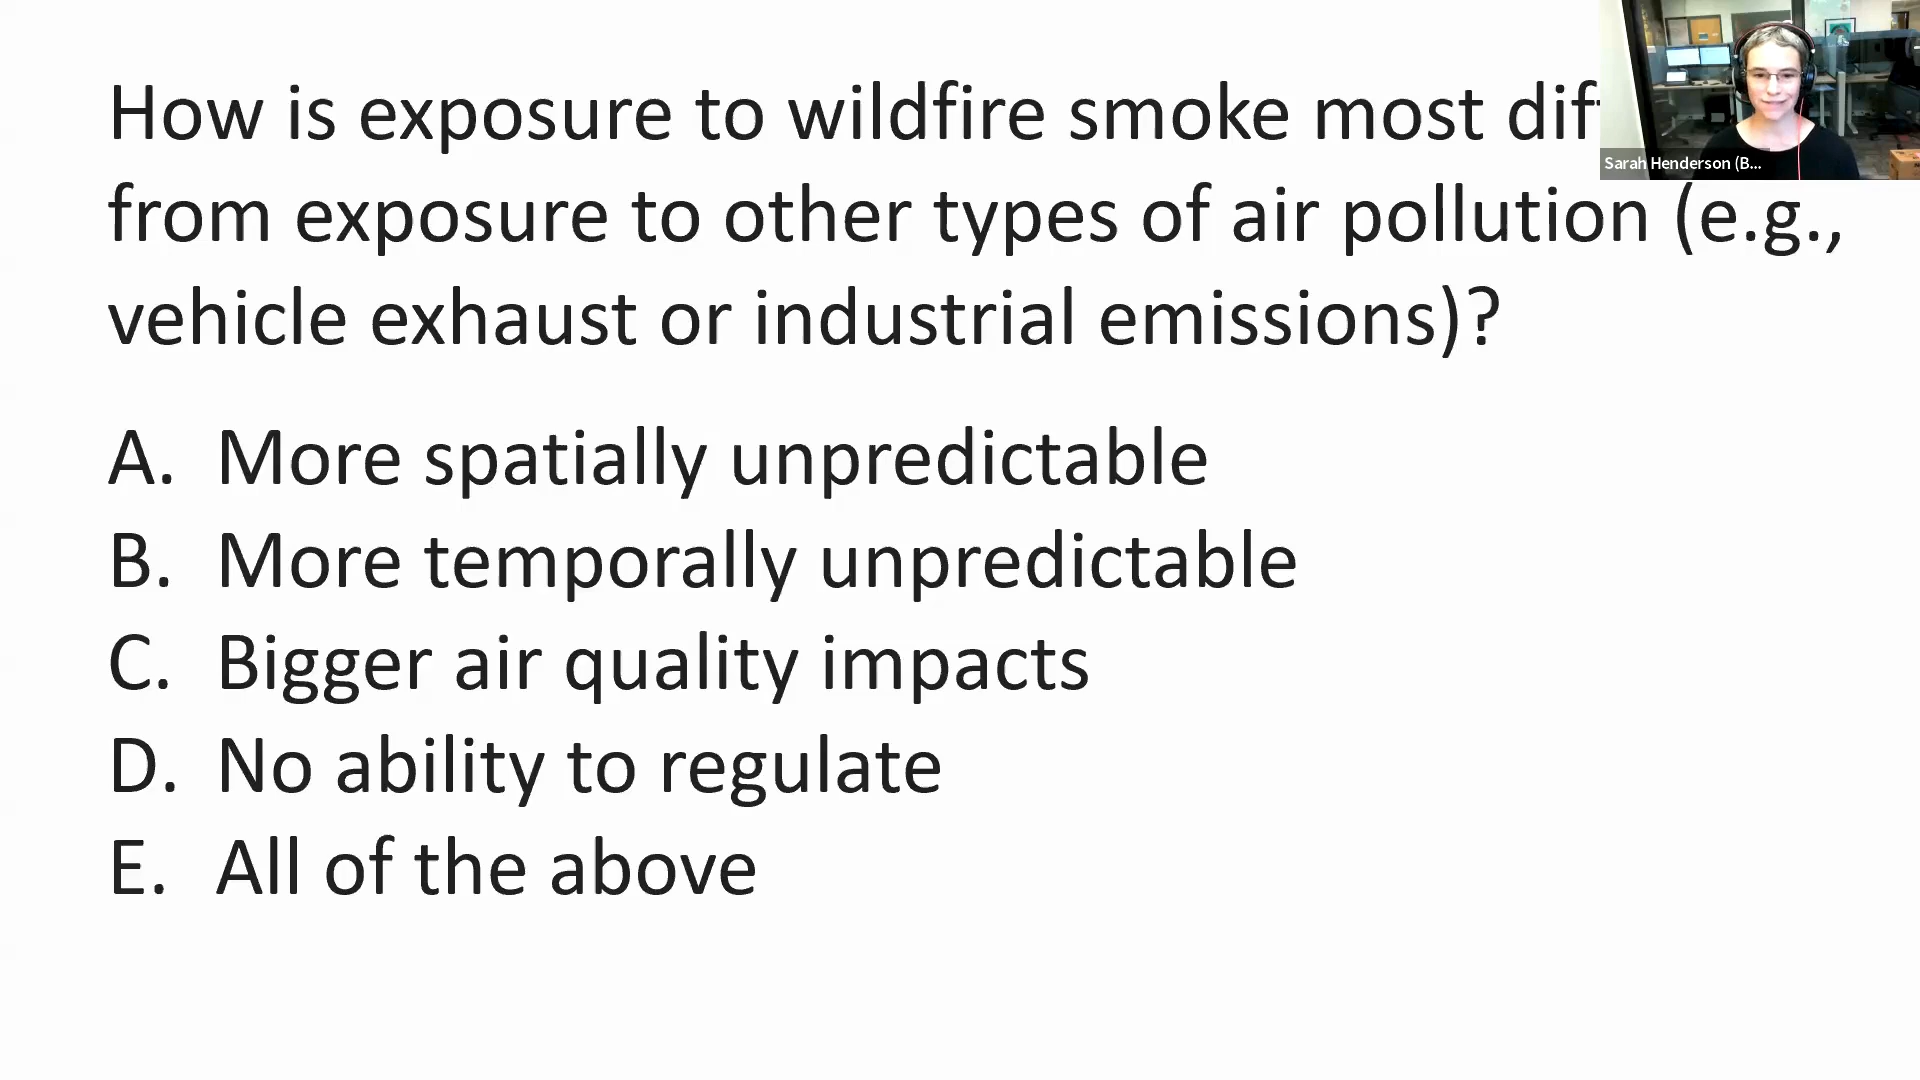 How is exposure to wildfire smoke most
from exposure to other types of air pollution (e.g.,
vehicle exhaust or industrial emissions)?
Sarah Henderson (B...
A. More spatially unpredictable
B. More temporally unpredictable
C. Bigger air quality impacts
D. No ability to regulate
E. All of the above